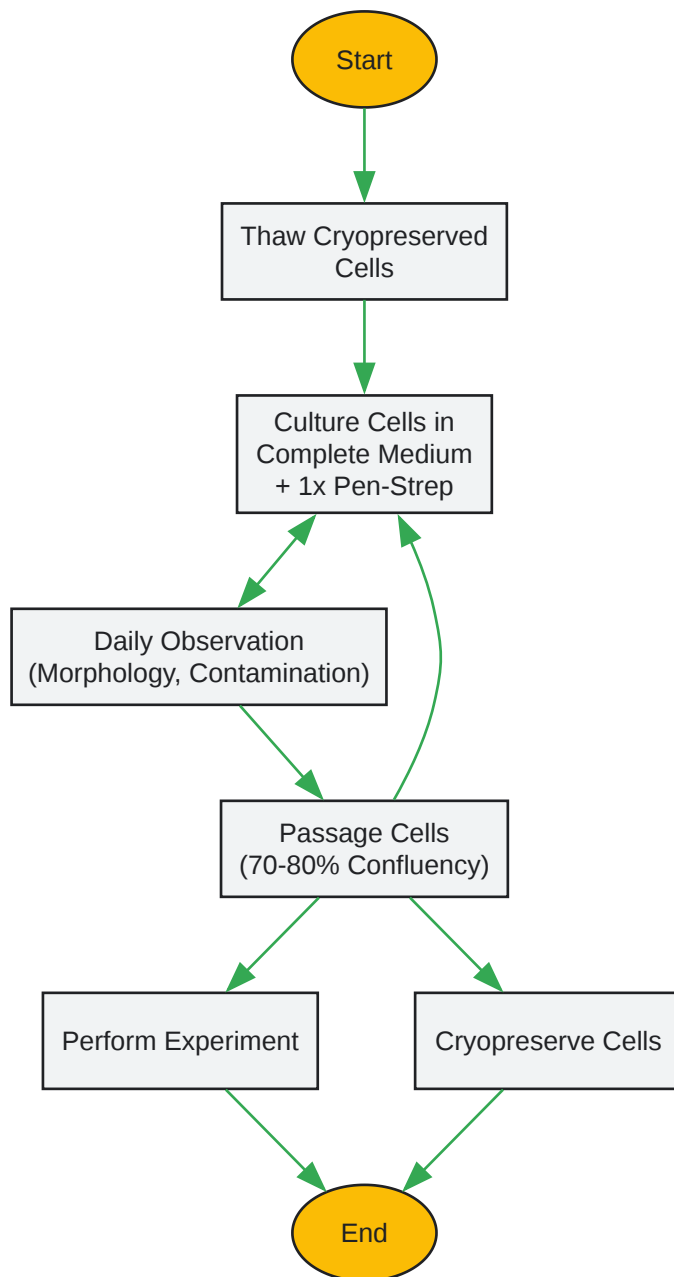 Start
Thaw Cryopreserved
Cells
Culture Cells in
Complete Medium
+ 1x Pen-Strep
Daily Observation
(Morphology, Contamination)
Passage Cells
(70-80% Confluency)
Perform Experiment
Cryopreserve Cells
End